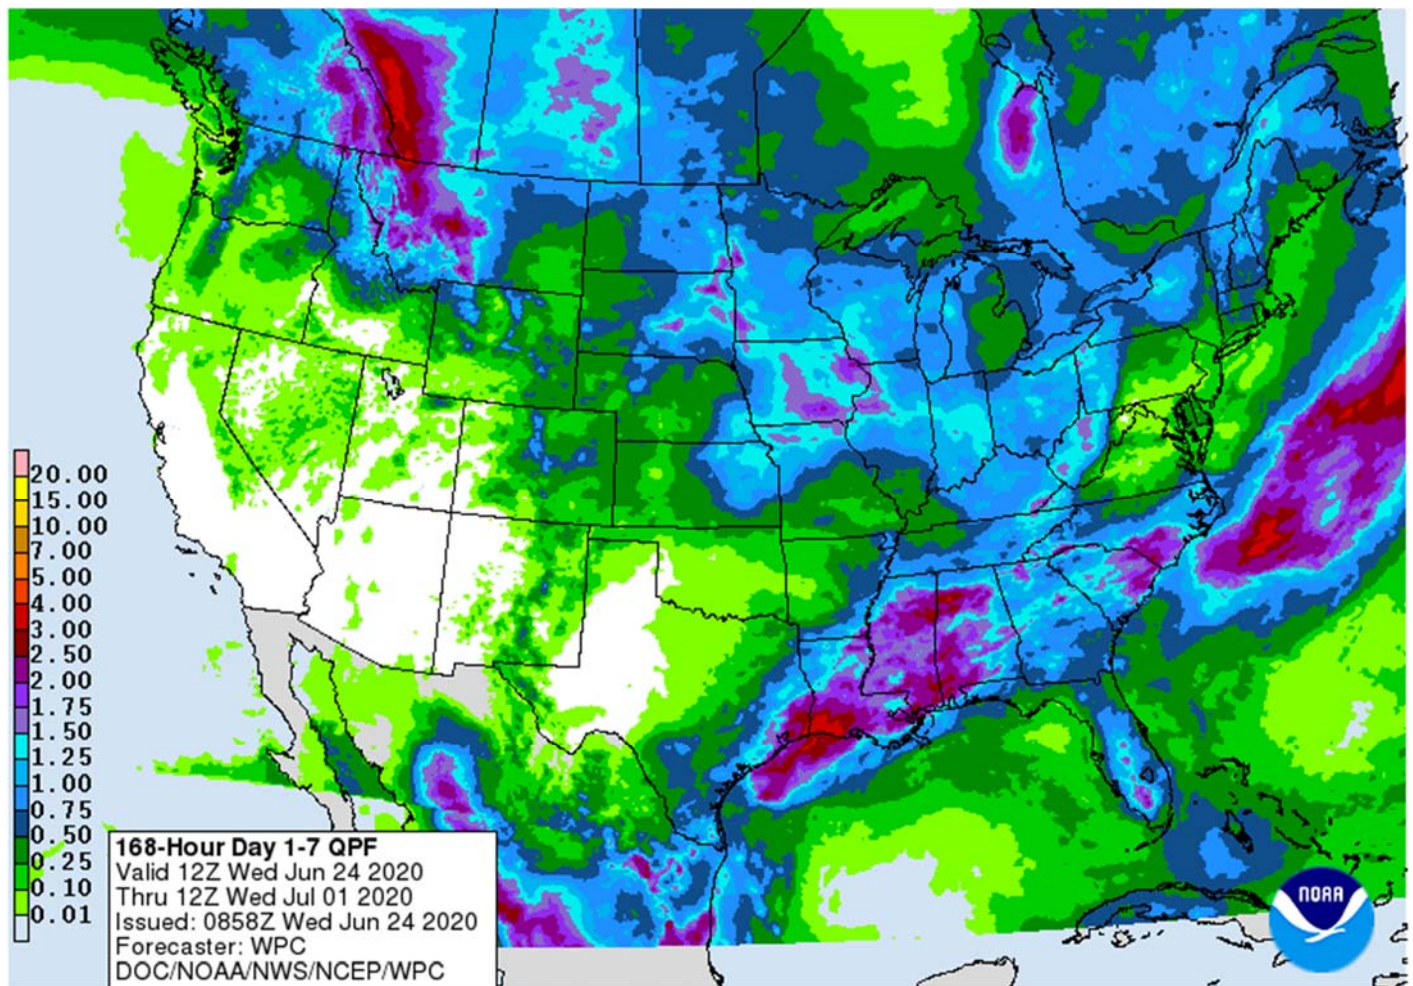 20.00
15.00
10.00
7.00
5.00
4.00
3.00
2.50
2.00
1.75
1.50
1.25
1.00
0.75
0.50
0.25
0.10
0.01
168-Hour Day 1-7 QPF
Valid 12Z Wed Jun 24 2020
Thru 12Z Wed Jul 01 2020
Issued: 0858Z Wed Jun 24 2020
Forecaster: WPC
DOC/NOAA/NWS/NCEP/WPC
NOAA